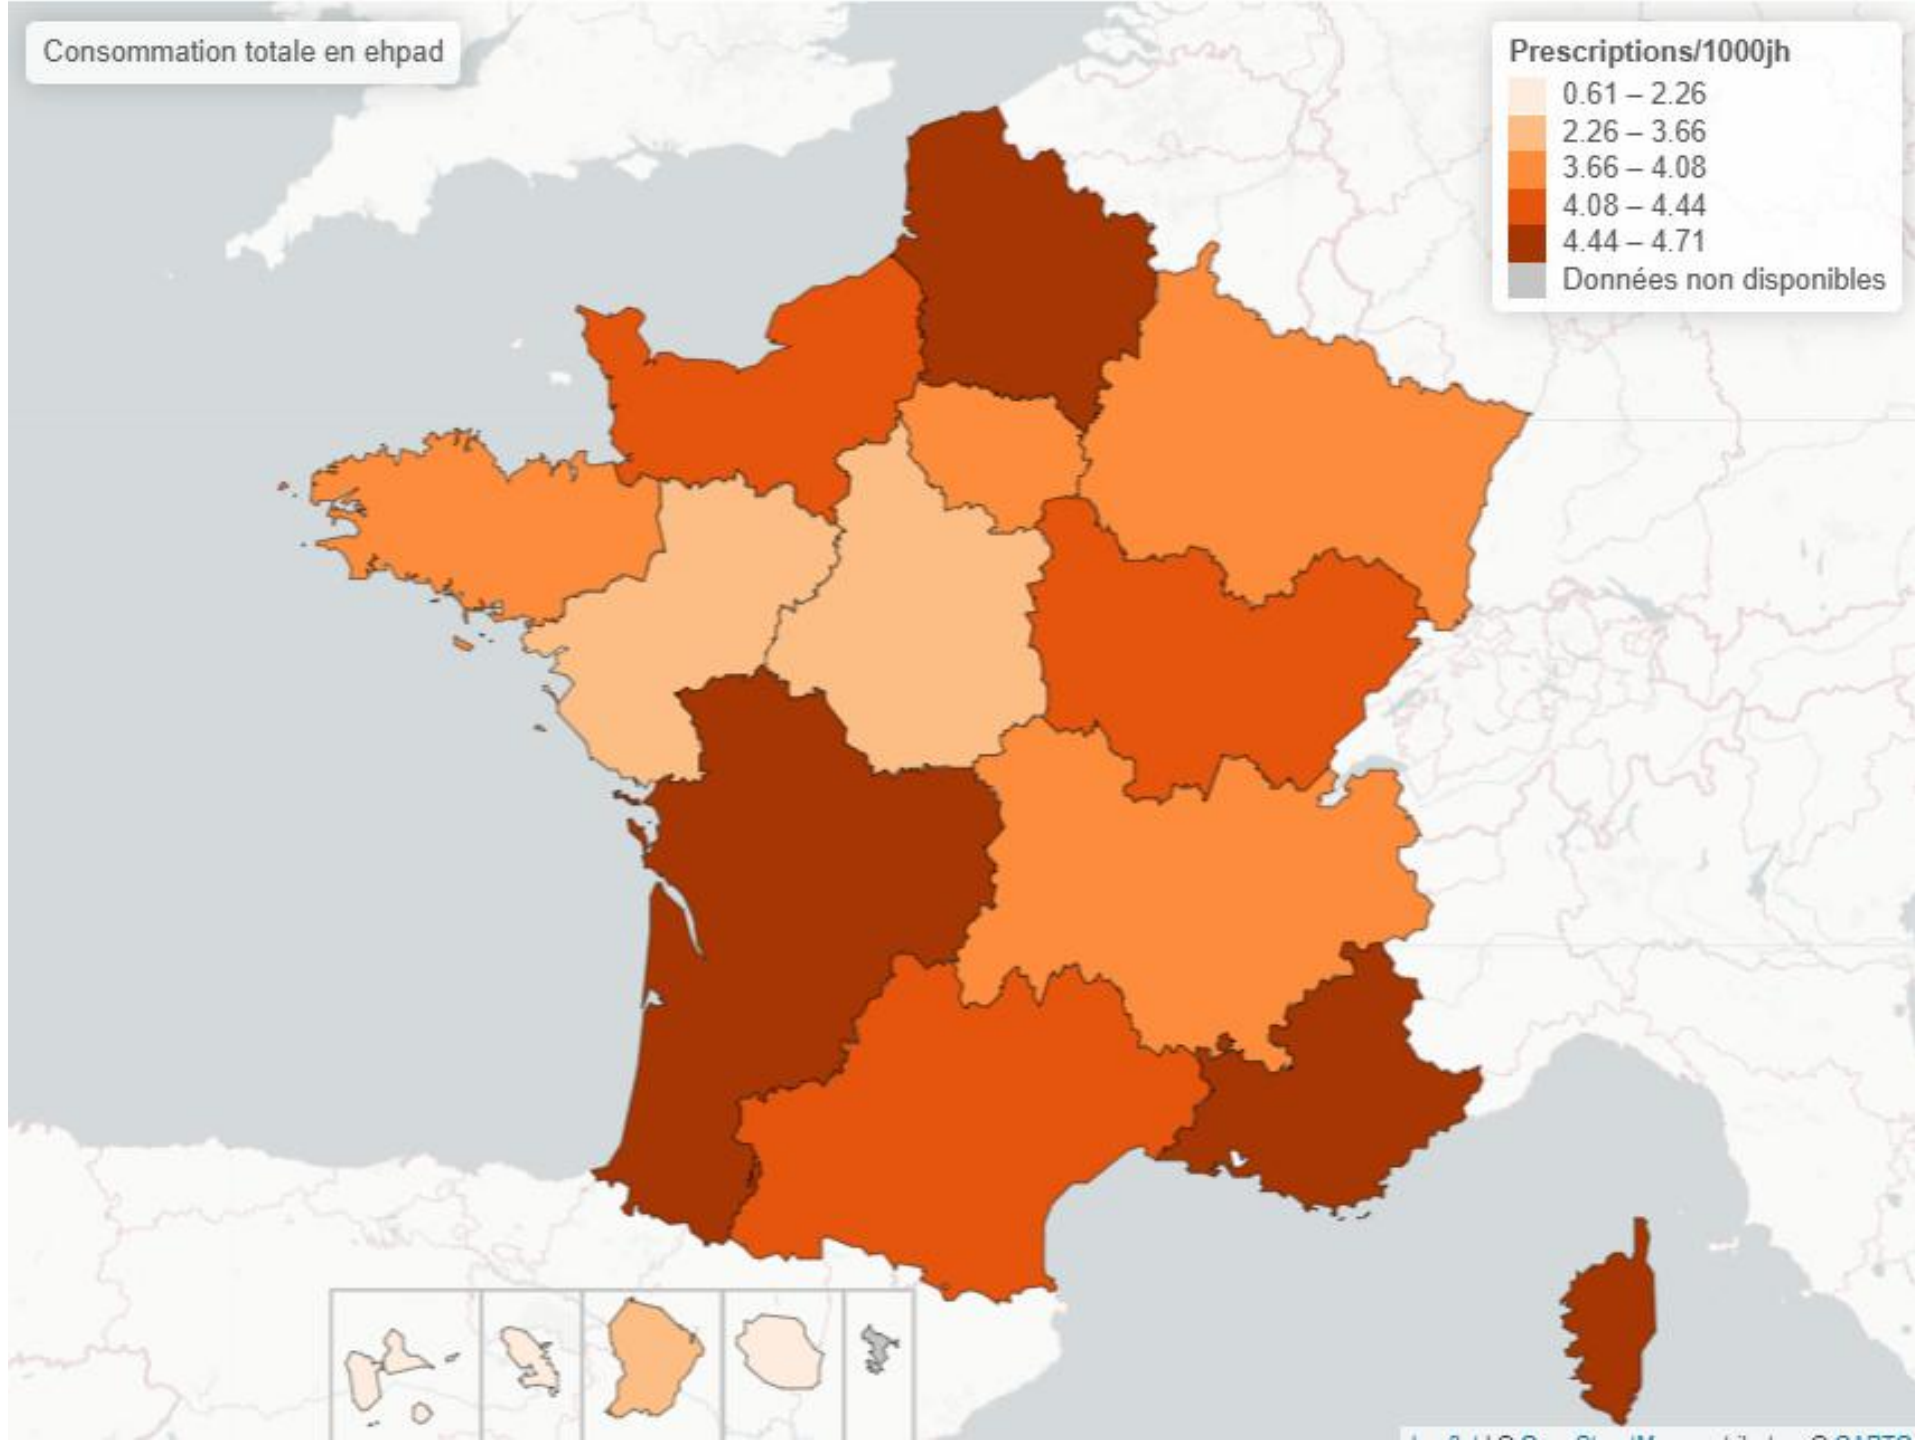 Consommation totale en ehpad
Prescriptions/1000jh
0.61 – 2.26
2.26 – 3.66
3.66 – 4.08
4.08 – 4.44
4.44 – 4.71
Données non disponibles